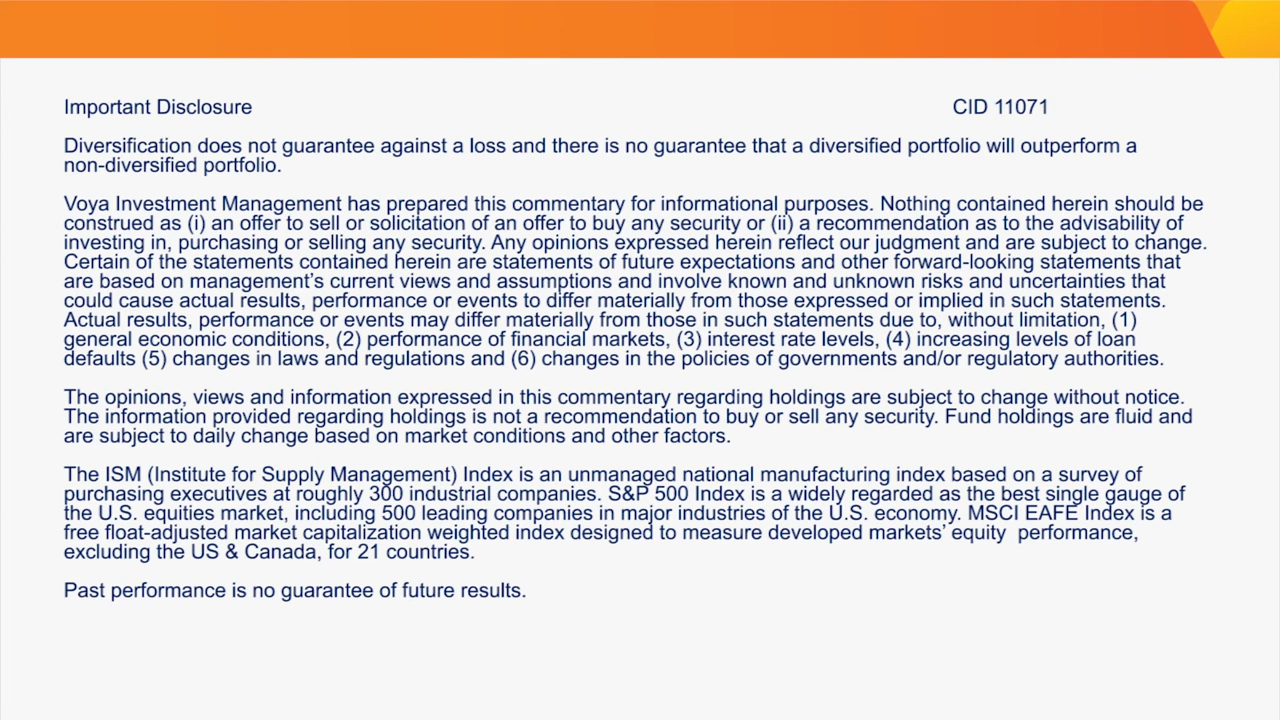 Important Disclosure CID 11071
Diversification does not guarantee against a loss and there is no guarantee that a diversified portfolio will outperform a
non-diversified portfolio.
Voya Investment Management has prepared this commentary for informational purposes. Nothing contained herein should be
construed as (i) an offer to sell or solicitation of an offer to buy any security or (ii) a recommendation as to the advisability of
investing in, purchasing or selling any security. Any opinions expressed herein reflect our judgment and are subject to change.
Certain of the statements contained herein are statements of future expectations and other forward-looking statements that
are based on management’s current views and assumptions and involve known and unknown risks and uncertainties that
could cause actual results, performance or events to differ materially from those expressed or implied in such statements.
Actual results, performance or events may differ materially from those in such statements due to, without limitation, (1)
general economic conditions, (2) performance of financial markets, (3) interest rate levels, (4) increasing levels of loan
defaults (5) changes in laws and regulations and (6) changes in the policies of governments and/or regulatory authorities.
The opinions, views and information expressed in this commentary regarding holdings are subject to change without notice.
The information provided regarding holdings is not a recommendation to buy or sell any security. Fund holdings are fluid and
are subject to daily change based on market conditions and other factors.
The ISM (Institute for Supply Management) Index is an unmanaged national manufacturing index based on a survey of
purchasing executives at roughly 300 industrial companies. S&P 500 Index is a widely regarded as the best single gauge of
the U.S. equities market, including 500 leading companies in major industries of the U.S. economy. MSCI EAFE Index is a
free float-adjusted market capitalization weighted index designed to measure developed markets’ equity  performance,
excluding the US & Canada, for 21 countries.
Past performance is no guarantee of future results.